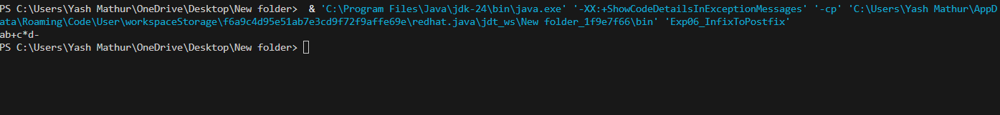 PS C:\Users\Yash Mathur\OneDrive\Desktop\New folder>  & 'C:\Program Files\Java\jdk-24\bin\java.exe' '-XX:+ShowCodeDetailsInExceptionMessages' '-cp' 'C:\Users\Yash Mathur\AppD
ata\Roaming\Code\User\workspaceStorage\f6a9c4d95e51ab7e3cd9f72f9affe69e\redhat.java\jdt_ws\New folder_1f9e7f66\bin' 'Exp06_InfixToPostfix'
ab+c*d-
PS C:\Users\Yash Mathur\OneDrive\Desktop\New folder>